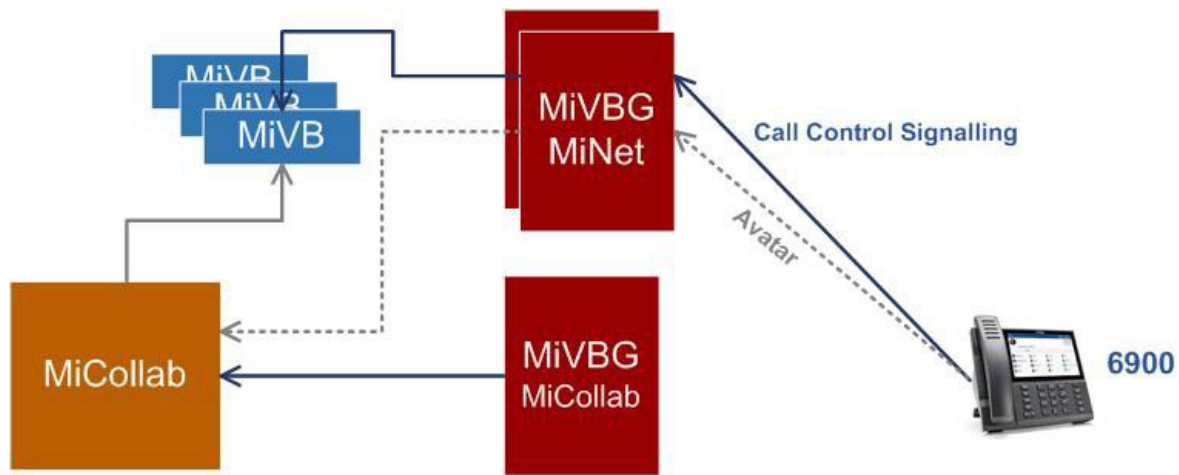 MiVB
MiVB
MiVB
MiVBG
MiNet
Call Control Signalling
Avatar
MiCollab
MiVBG
MiCollab
6900